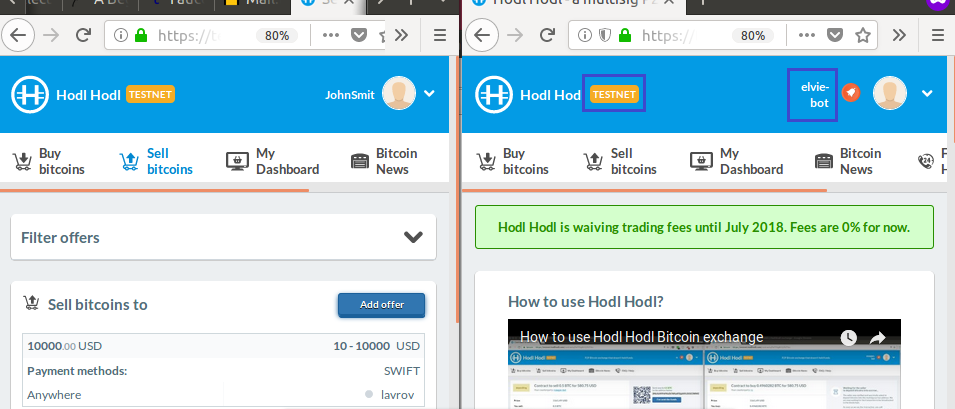 A Be
Mail
Hodl Hodl - a multisig P2
https://t
80%
https:
80%
Hodl Hodl TESTNET
JohnSmit
Hodl Hod TESTNET
elvie-
bot
Buy
bitcoins
Sell
bitcoins
My
Dashboard
Bitcoin
News
Buy
bitcoins
Sell
bitcoins
My
Dashboard
Bitcoin
News
24
F
H
Filter offers
Sell bitcoins to
Add offer
10000.00 USD
10 - 10000 USD
Payment methods:
SWIFT
Anywhere
lavrov
Hodl Hodl is waiving trading fees until July 2018. Fees are 0% for now.
How to use Hodl Hodl?
How to use Hodl Hodl Bitcoin exchange